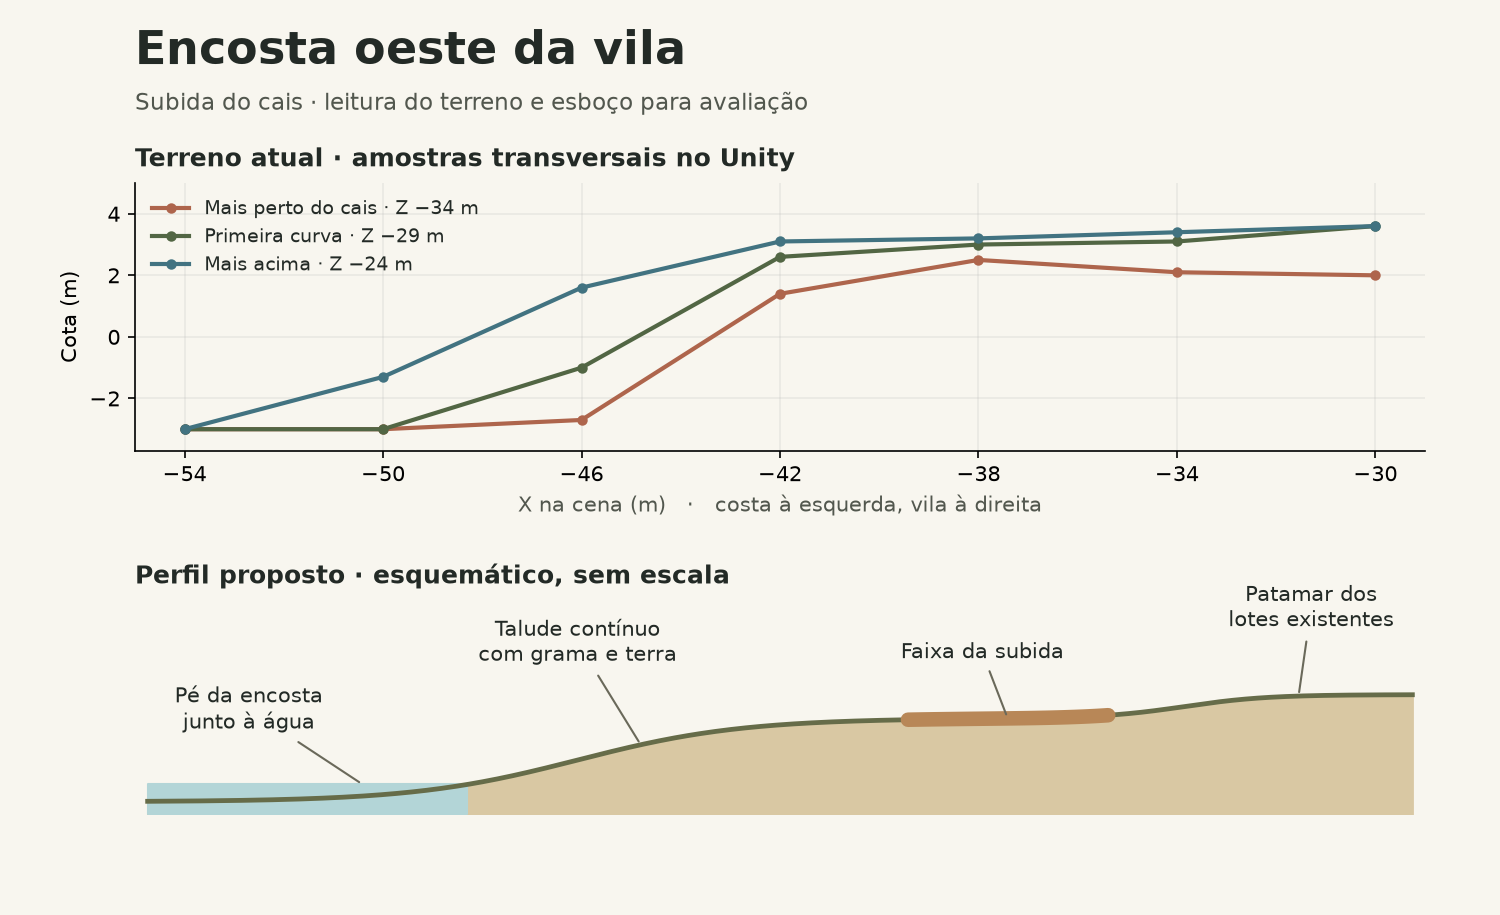 Encosta oeste da vila
Subida do cais · leitura do terreno e esboço para avaliação
Terreno atual · amostras transversais no Unity
Mais perto do cais · Z −34 m
Primeira curva · Z −29 m
Mais acima · Z −24 m
Cota (m)
4
2
0
−2
−54
−50
−46
−42
−38
−34
−30
X na cena (m) · costa à esquerda, vila à direita
Perfil proposto · esquemático, sem escala
Pé da encosta
junto à água
Talude contínuo
com grama e terra
Faixa da subida
Patamar dos
lotes existentes